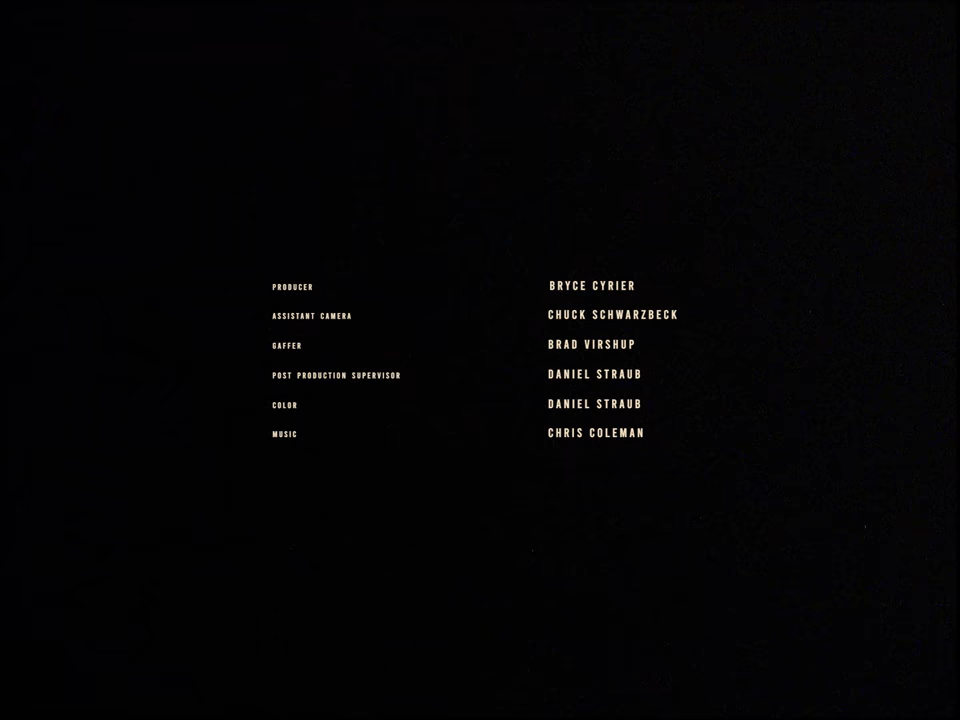 PRODUCER BRYCE CYRIER
ASSISTANT CAMERA CHUCK SCHWARZBECK
GAFFER BRAD VIRSHUP
POST PRODUCTION SUPERVISOR DANIEL STRAUB
COLOR DANIEL STRAUB
MUSIC CHRIS COLEMAN